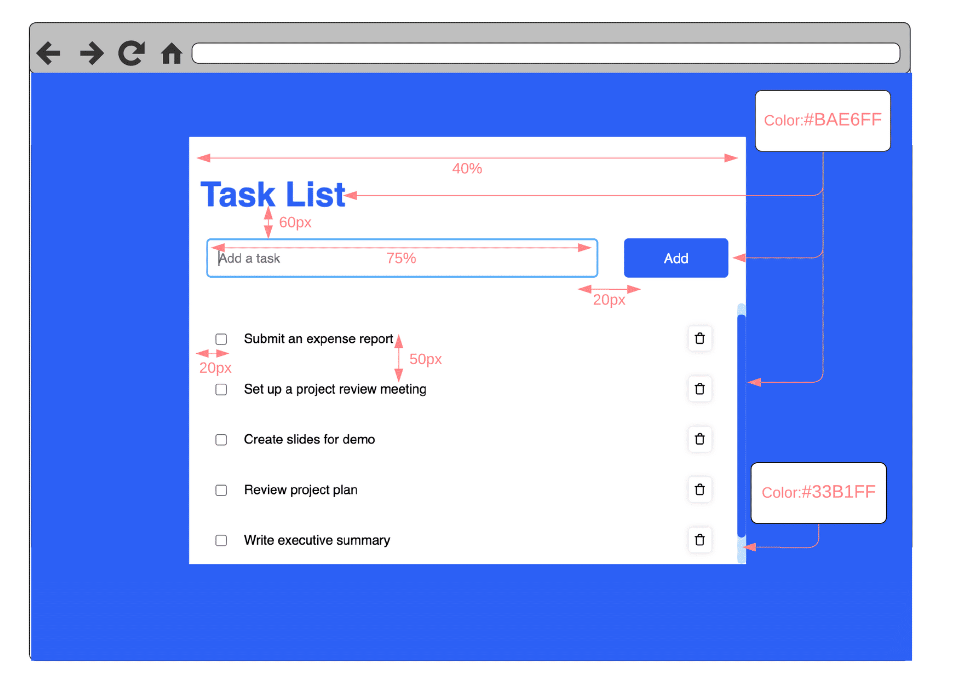 Color:#BAE6FF
40%
Task List
60px
Add a task
75%
Add
20px
Submit an expense report
50px
20px
Set up a project review meeting
Create slides for demo
Review project plan
Color:#33B1FF
Write executive summary